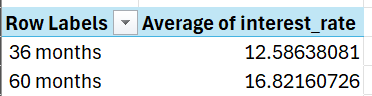 Row Labels Average of interest_rate
36 months 12.58638081
60 months 16.82160726